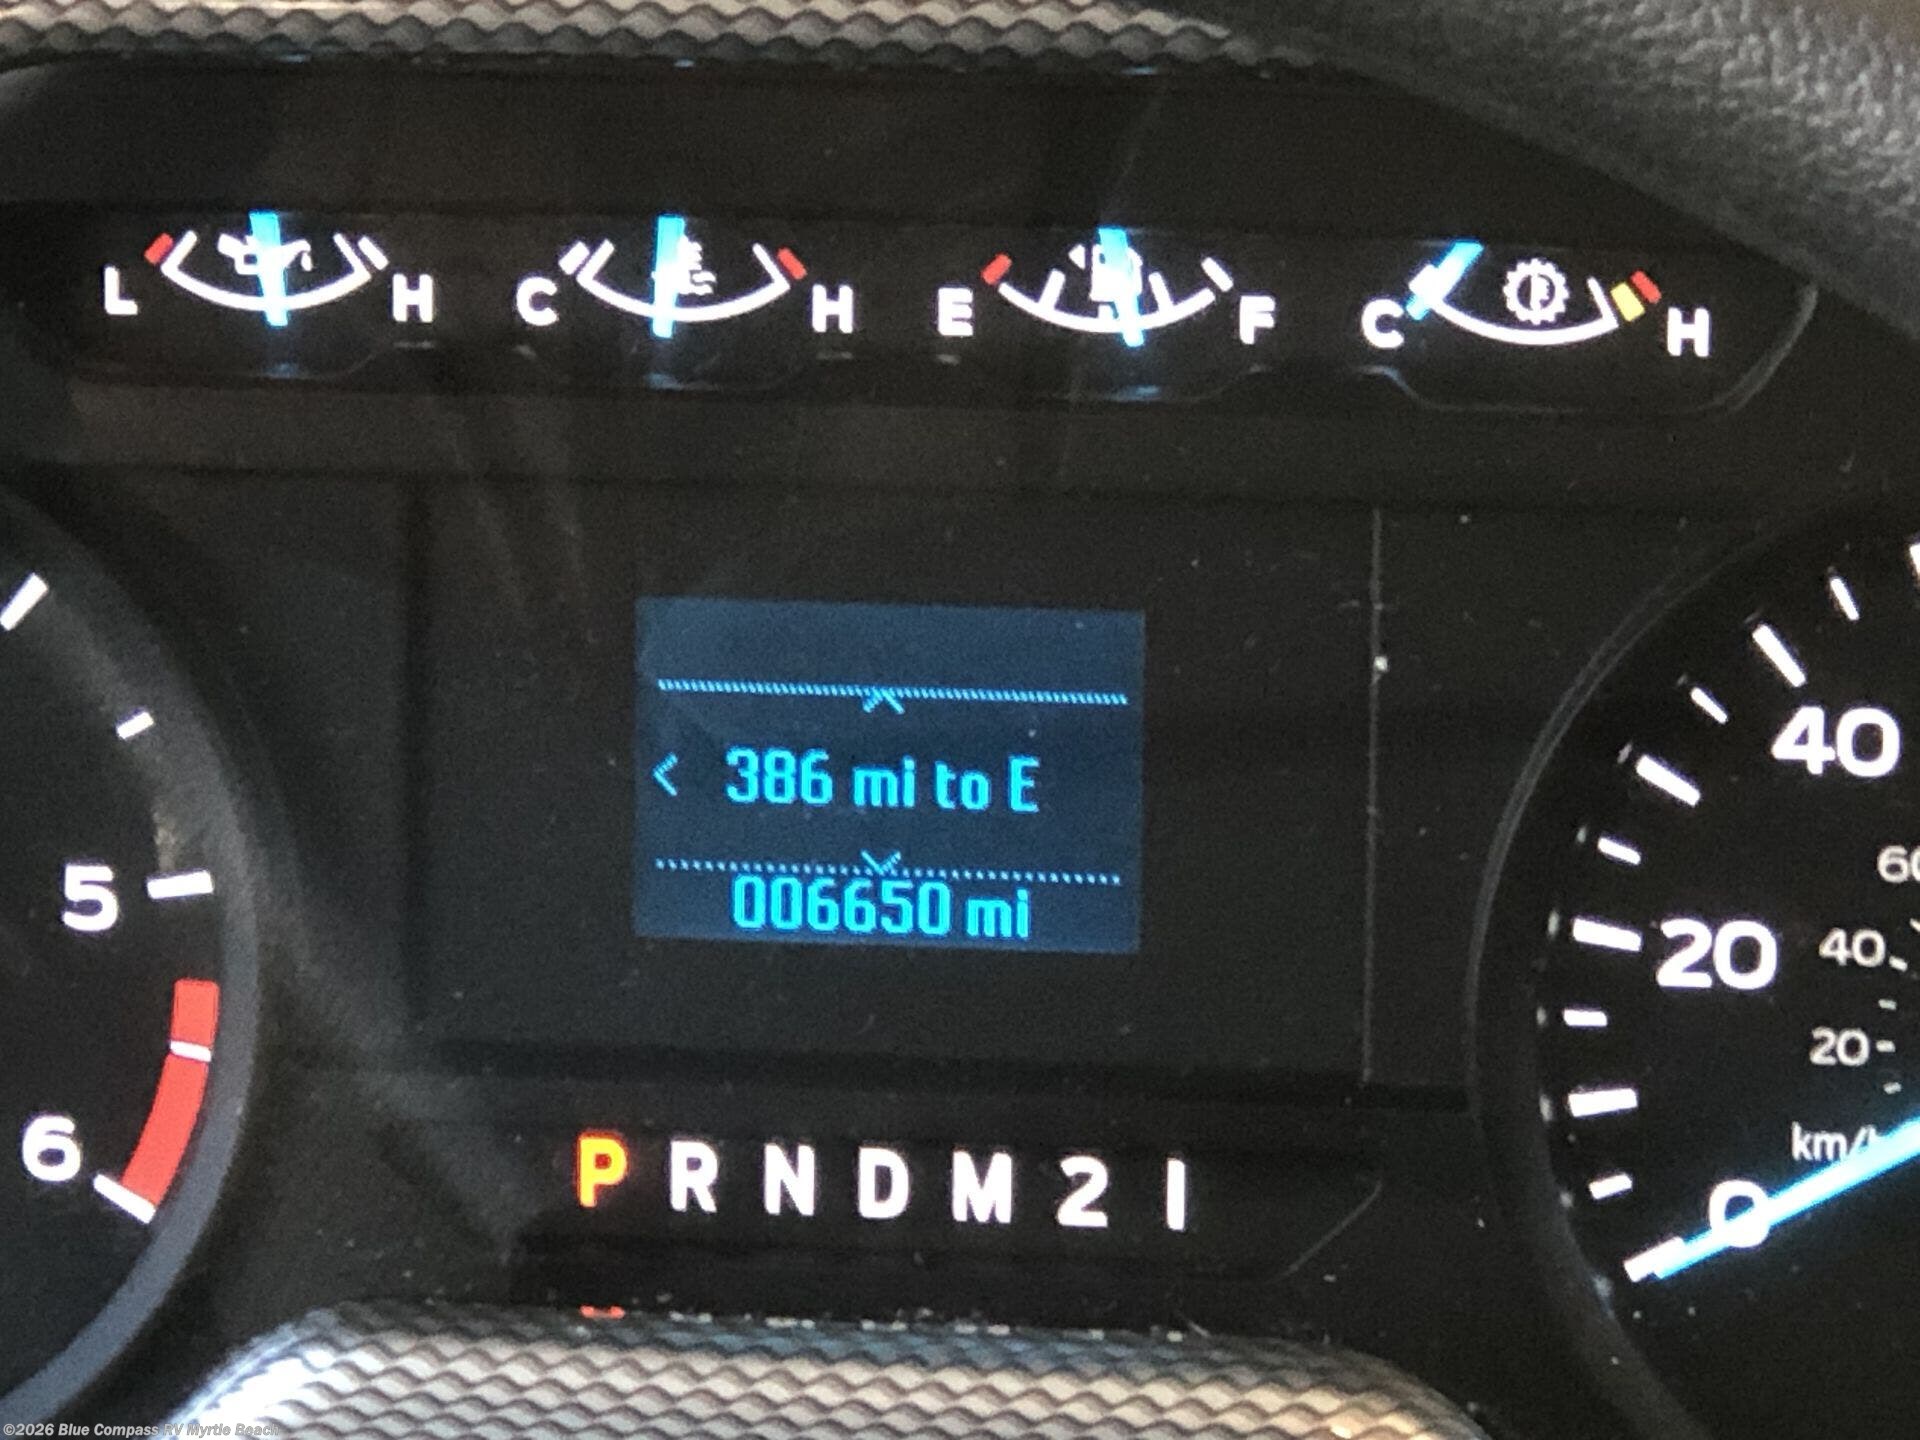 L H C H E F C H
40
386 mi to E
60
5
20 40
006650 mi
20
km/h
6
0
P R N D M 2 1
©2026 Blue Compass RV Myrtle Beach